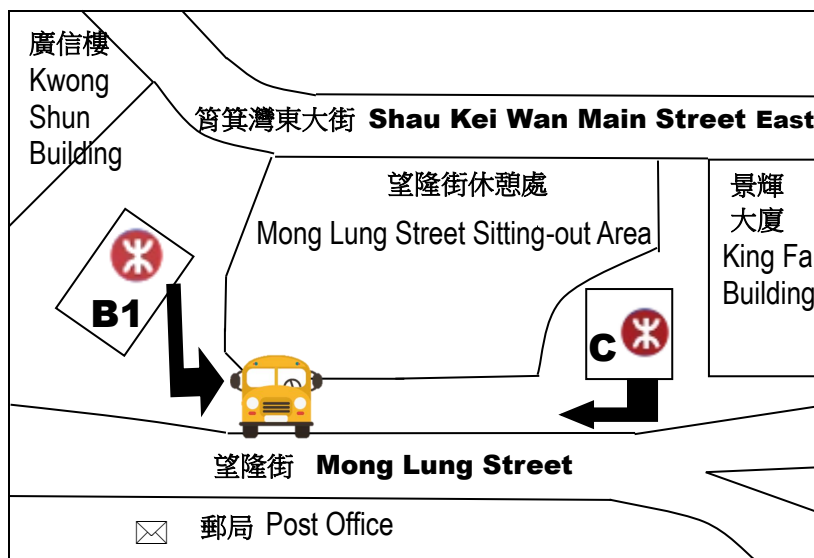 廣信樓
Kwong
Shun
Building
筲箕灣東大街 Shau Kei Wan Main Street East
望隆街休憩處
Mong Lung Street Sitting-out Area
景輝
大廈
King Fai
Building
B1
C
望隆街 Mong Lung Street
郵局 Post Office